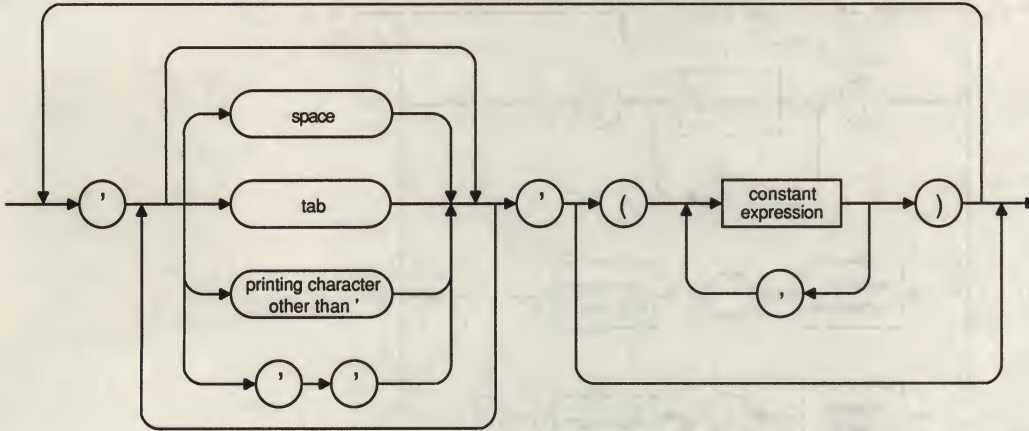 space
' tab ' ( constant expression )
printing character other than '
,
' '